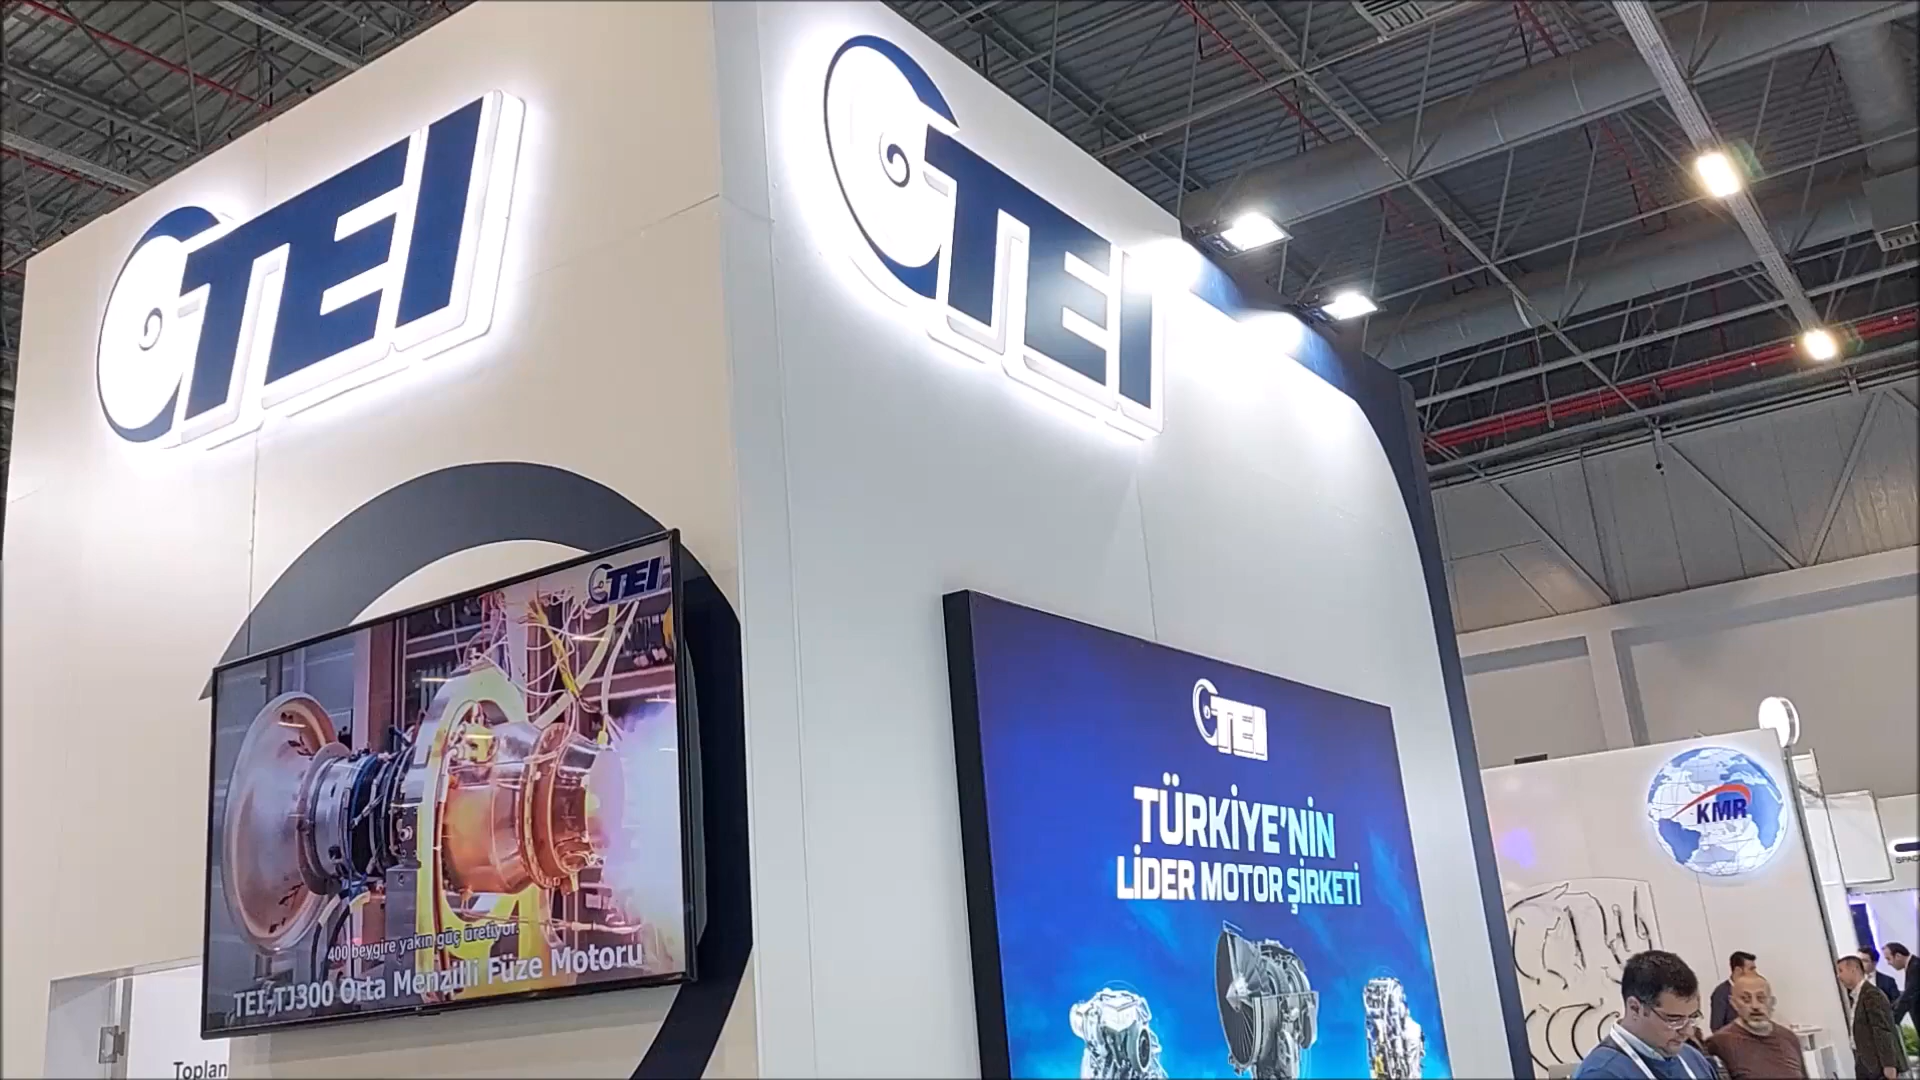 TEI
TEI
TEI
400 beygire yakın güç üretiyor.
TEI-TJ300 Orta Menzilli Füze Motoru
TEI
TÜRKİYE'NİN
LİDER MOTOR ŞİRKETİ
KMR
Toplan